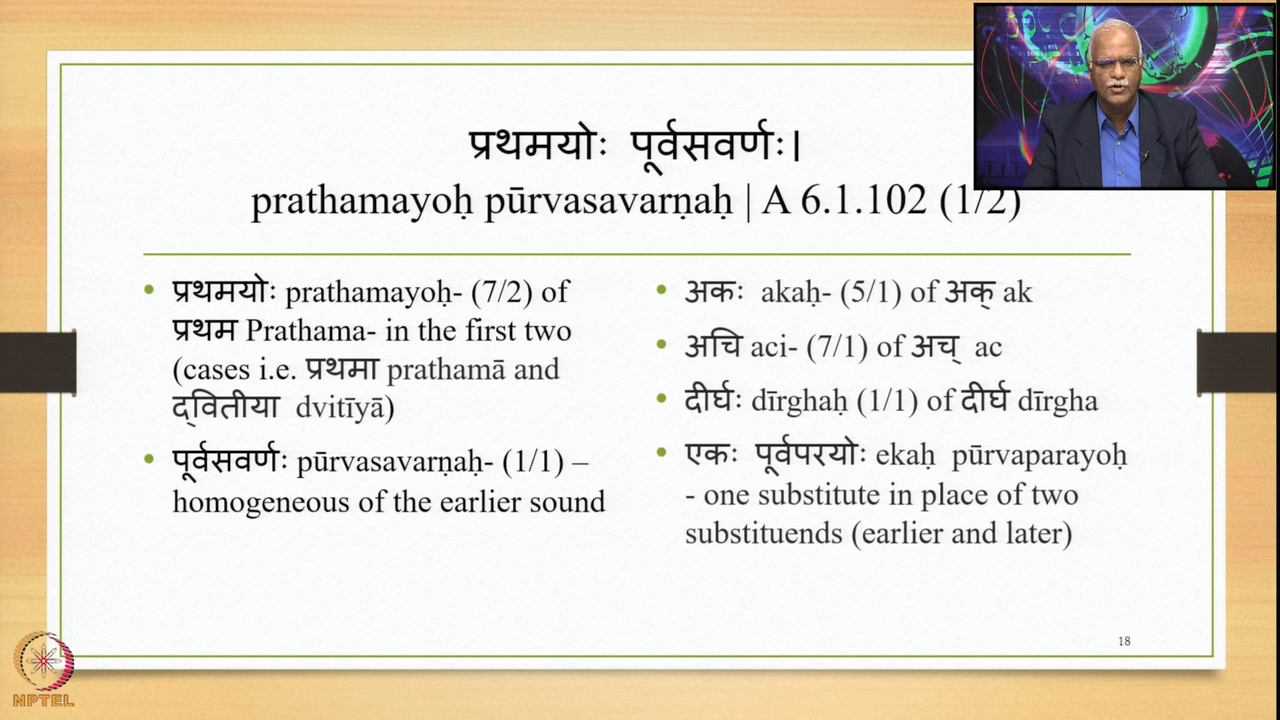 प्रथमयोः पूर्वसवर्णः।
prathamayoḥ pūrvasavarṇaḥ | A 6.1.102 (1/2)
• प्रथमयोः prathamayoḥ- (7/2) of
प्रथम Prathama- in the first two
(cases i.e. प्रथमा prathamā and
द्वितीया dvitīyā)
• पूर्वसवर्णः pūrvasavarṇaḥ- (1/1) –
homogeneous of the earlier sound
• अकः akaḥ- (5/1) of अक् ak
• अचि aci- (7/1) of अच् ac
• दीर्घः dīrghaḥ (1/1) of दीर्घ dīrgha
• एकः पूर्वपरयोः ekaḥ pūrvaparayoḥ
- one substitute in place of two
substituends (earlier and later)
18
NPTEL